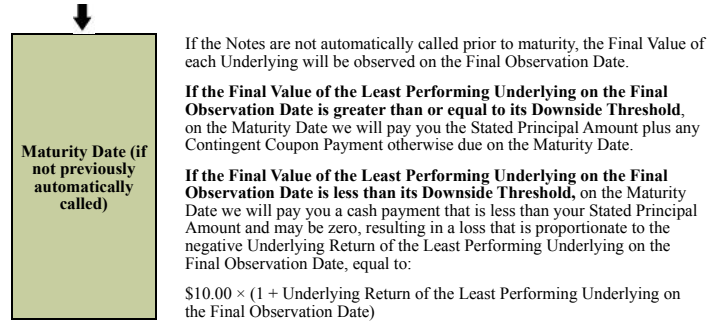 Maturity Date (if
not previously
automatically
called)
If the Notes are not automatically called prior to maturity, the Final Value of
each Underlying will be observed on the Final Observation Date.
If the Final Value of the Least Performing Underlying on the Final
Observation Date is greater than or equal to its Downside Threshold,
on the Maturity Date we will pay you the Stated Principal Amount plus any
Contingent Coupon Payment otherwise due on the Maturity Date.
If the Final Value of the Least Performing Underlying on the Final
Observation Date is less than its Downside Threshold, on the Maturity
Date we will pay you a cash payment that is less than your Stated Principal
Amount and may be zero, resulting in a loss that is proportionate to the
negative Underlying Return of the Least Performing Underlying on the
Final Observation Date, equal to:
$10.00 × (1 + Underlying Return of the Least Performing Underlying on
the Final Observation Date)